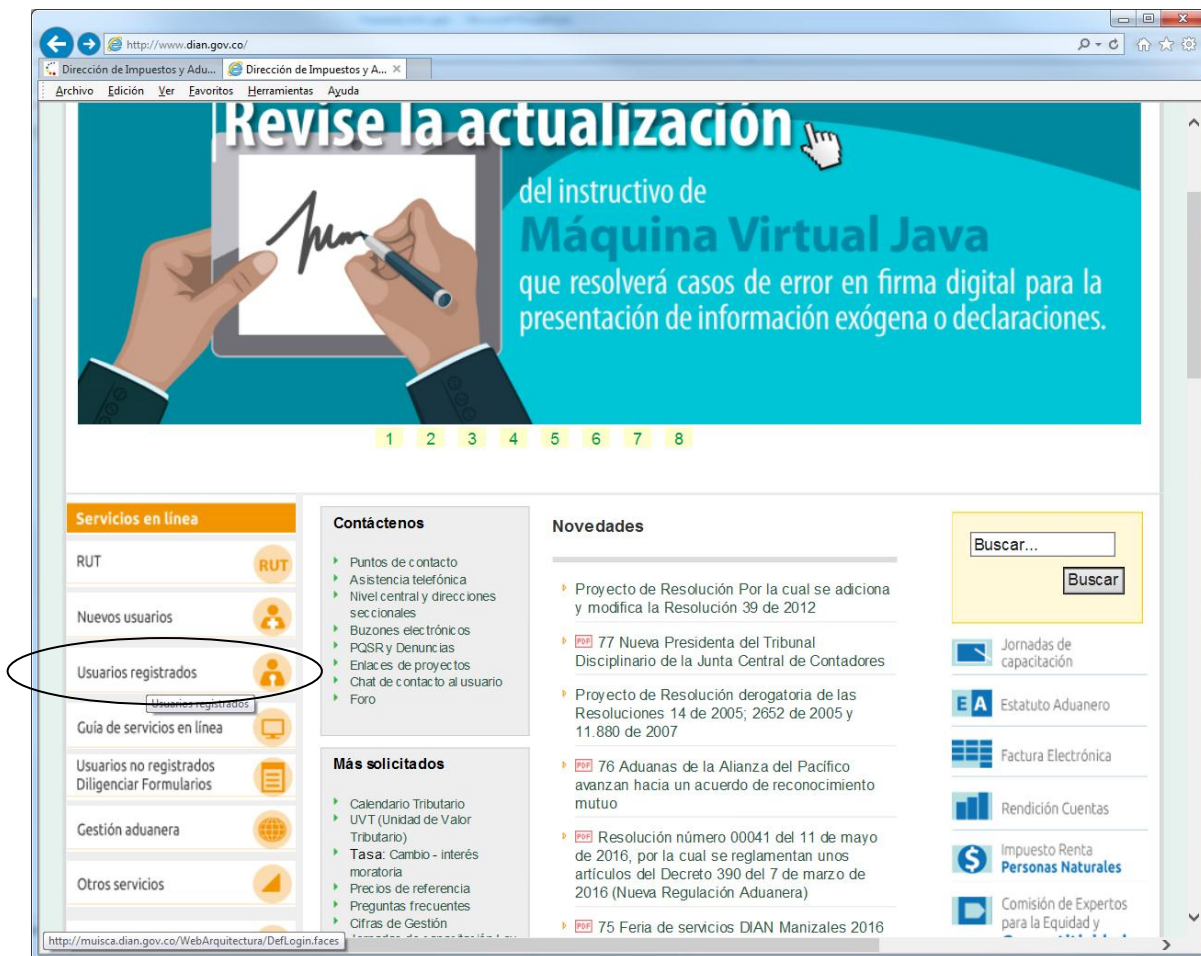 http://www.dian.gov.co/
Dirección de Impuestos y Adu...
Dirección de Impuestos y A...
Archivo Edición Ver Favoritos Herramientas Ayuda
Revise la actualización
del instructivo de
Máquina Virtual Java
que resolverá casos de error en firma digital para la
presentación de información exógena o declaraciones.
1 2 3 4 5 6 7 8
Servicios en línea
RUT
RUT
Nuevos usuarios
Usuarios registrados
Usuarios registrados
Guía de servicios en línea
Usuarios no registrados
Diligenciar Formularios
Gestión aduanera
Otros servicios
http://muisca.dian.gov.co/WebArquitectura/DefLogin.faces
Contáctenos
Puntos de contacto
Asistencia telefónica
Nivel central y direcciones
seccionales
Buzones electrónicos
PQSR y Denuncias
Enlaces de proyectos
Chat de contacto al usuario
Foro
Más solicitados
Calendario Tributario
UVT (Unidad de Valor
Tributario)
Tasa: Cambio - interés
moratoria
Precios de referencia
Preguntas frecuentes
Cifras de Gestión
Novedades
Proyecto de Resolución Por la cual se adiciona
y modifica la Resolución 39 de 2012
PDF 77 Nueva Presidenta del Tribunal
Disciplinario de la Junta Central de Contadores
Proyecto de Resolución derogatoria de las
Resoluciones 14 de 2005; 2652 de 2005 y
11.880 de 2007
PDF 76 Aduanas de la Alianza del Pacífico
avanzan hacia un acuerdo de reconocimiento
mutuo
PDF Resolución número 00041 del 11 de mayo
de 2016, por la cual se reglamentan unos
artículos del Decreto 390 del 7 de marzo de
2016 (Nueva Regulación Aduanera)
PDF 75 Feria de servicios DIAN Manizales 2016
Buscar...
Buscar
Jornadas de
capacitación
E A Estatuto Aduanero
Factura Electrónica
Rendición Cuentas
Impuesto Renta
Personas Naturales
Comisión de Expertos
para la Equidad y